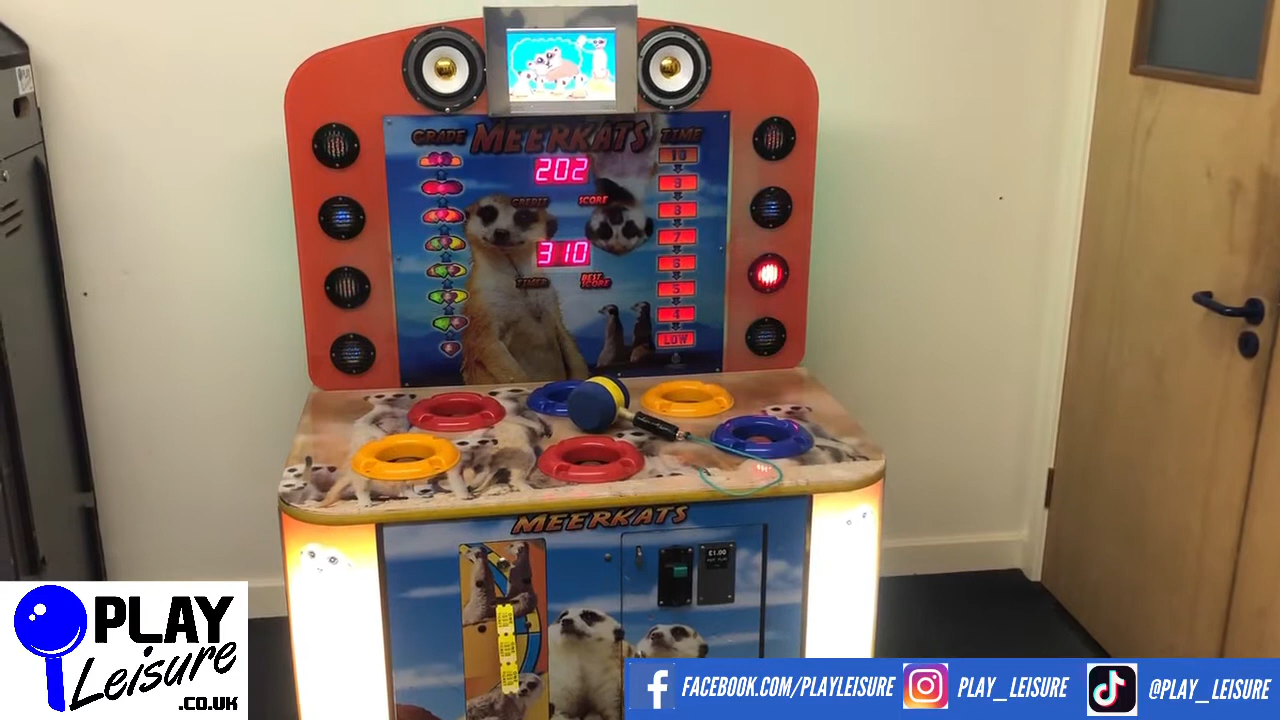 GRADE MEERKATS TIME
202
CREDIT SCORE
310
TIMER BEST SCORE
10
9
8
7
6
5
4
LOW
MEERKATS
£1.00
PLAY
Leisure
.CO.UK
FACEBOOK.COM/PLAYLEISURE
PLAY_LEISURE
@PLAY_LEISURE